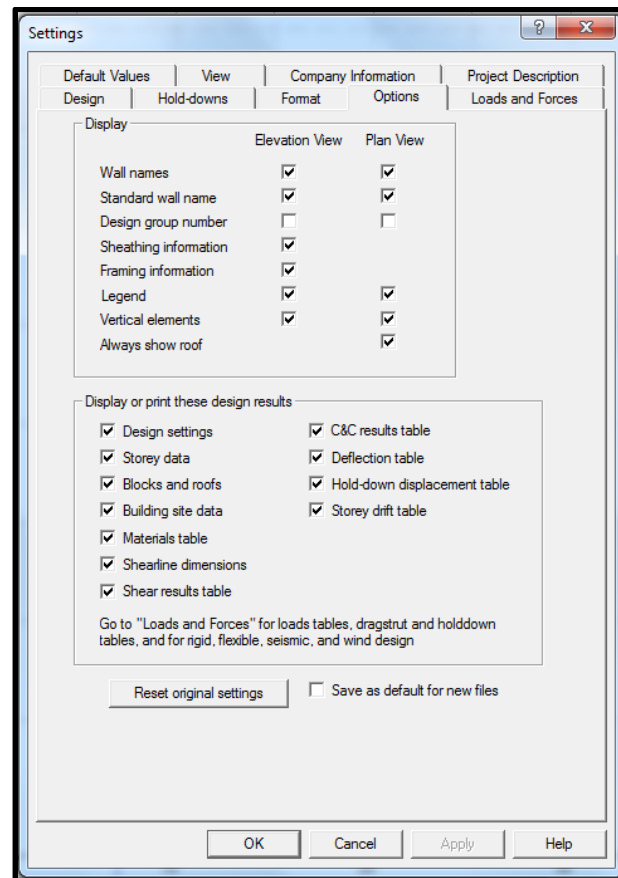 Settings
?
X
Default Values View Company Information Project Description
Design Hold-downs Format Options Loads and Forces
Display
Elevation View Plan View
Wall names
Standard wall name
Design group number
Sheathing information
Framing information
Legend
Vertical elements
Always show roof
Display or print these design results
Design settings C&C results table
Storey data Deflection table
Blocks and roofs Hold-down displacement table
Building site data Storey drift table
Materials table
Shearline dimensions
Shear results table
Go to "Loads and Forces" for loads tables, dragstrut and holddown
tables, and for rigid, flexible, seismic, and wind design
Reset original settings Save as default for new files
OK Cancel Apply Help